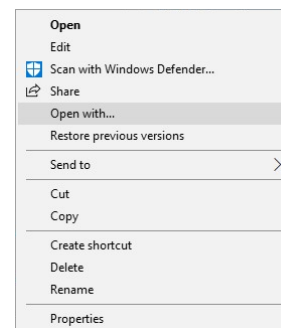 Open
Edit
Scan with Windows Defender...
Share
Open with...
Restore previous versions
Send to
Cut
Copy
Create shortcut
Delete
Rename
Properties